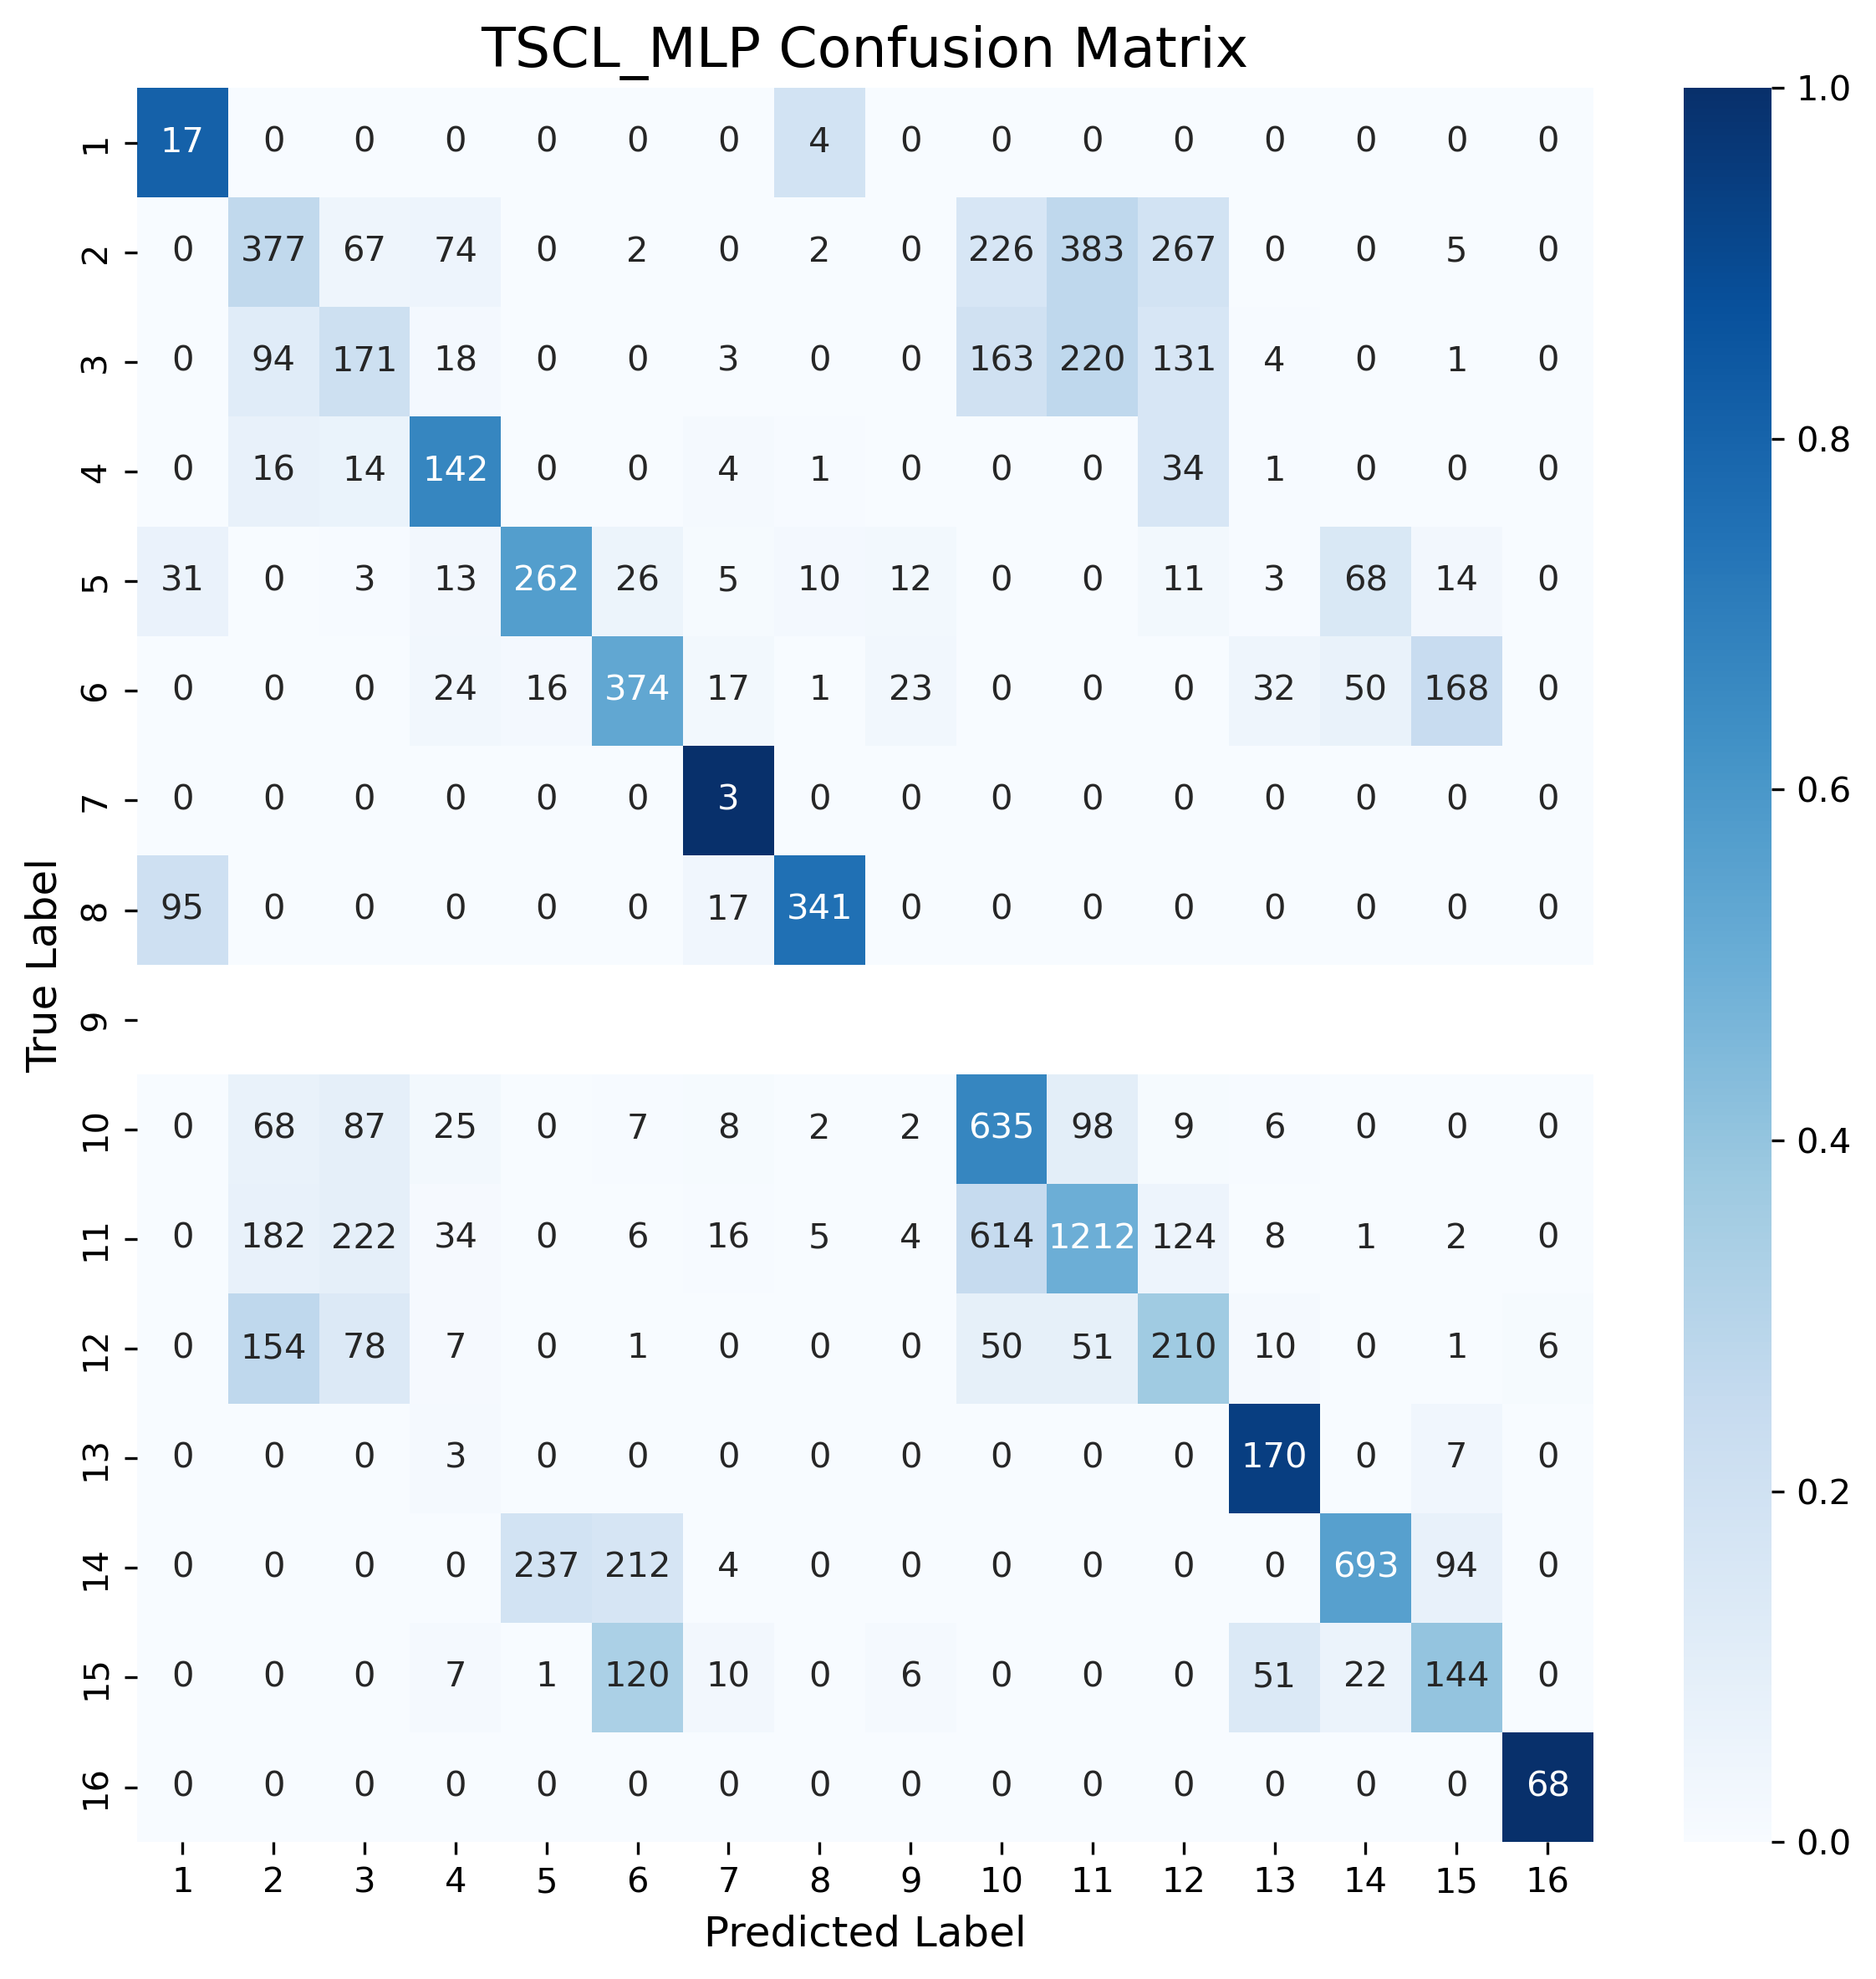 TSCL_MLP Confusion Matrix
1 17 0 0 0 0 0 0 4 0 0 0 0 0 0 0 0
2 0 377 67 74 0 2 0 2 0 226 383 267 0 0 5 0
3 0 94 171 18 0 0 3 0 0 163 220 131 4 0 1 0
4 0 16 14 142 0 0 4 1 0 0 0 34 1 0 0 0
5 31 0 3 13 262 26 5 10 12 0 0 11 3 68 14 0
6 0 0 0 24 16 374 17 1 23 0 0 0 32 50 168 0
7 0 0 0 0 0 0 3 0 0 0 0 0 0 0 0 0
8 95 0 0 0 0 0 17 341 0 0 0 0 0 0 0 0
9
10 0 68 87 25 0 7 8 2 2 635 98 9 6 0 0 0
11 0 182 222 34 0 6 16 5 4 614 1212 124 8 1 2 0
12 0 154 78 7 0 1 0 0 0 50 51 210 10 0 1 6
13 0 0 0 3 0 0 0 0 0 0 0 0 170 0 7 0
14 0 0 0 0 237 212 4 0 0 0 0 0 0 693 94 0
15 0 0 0 7 1 120 10 0 6 0 0 0 51 22 144 0
16 0 0 0 0 0 0 0 0 0 0 0 0 0 0 0 68
1 2 3 4 5 6 7 8 9 10 11 12 13 14 15 16
Predicted Label
True Label
1.0
0.8
0.6
0.4
0.2
0.0